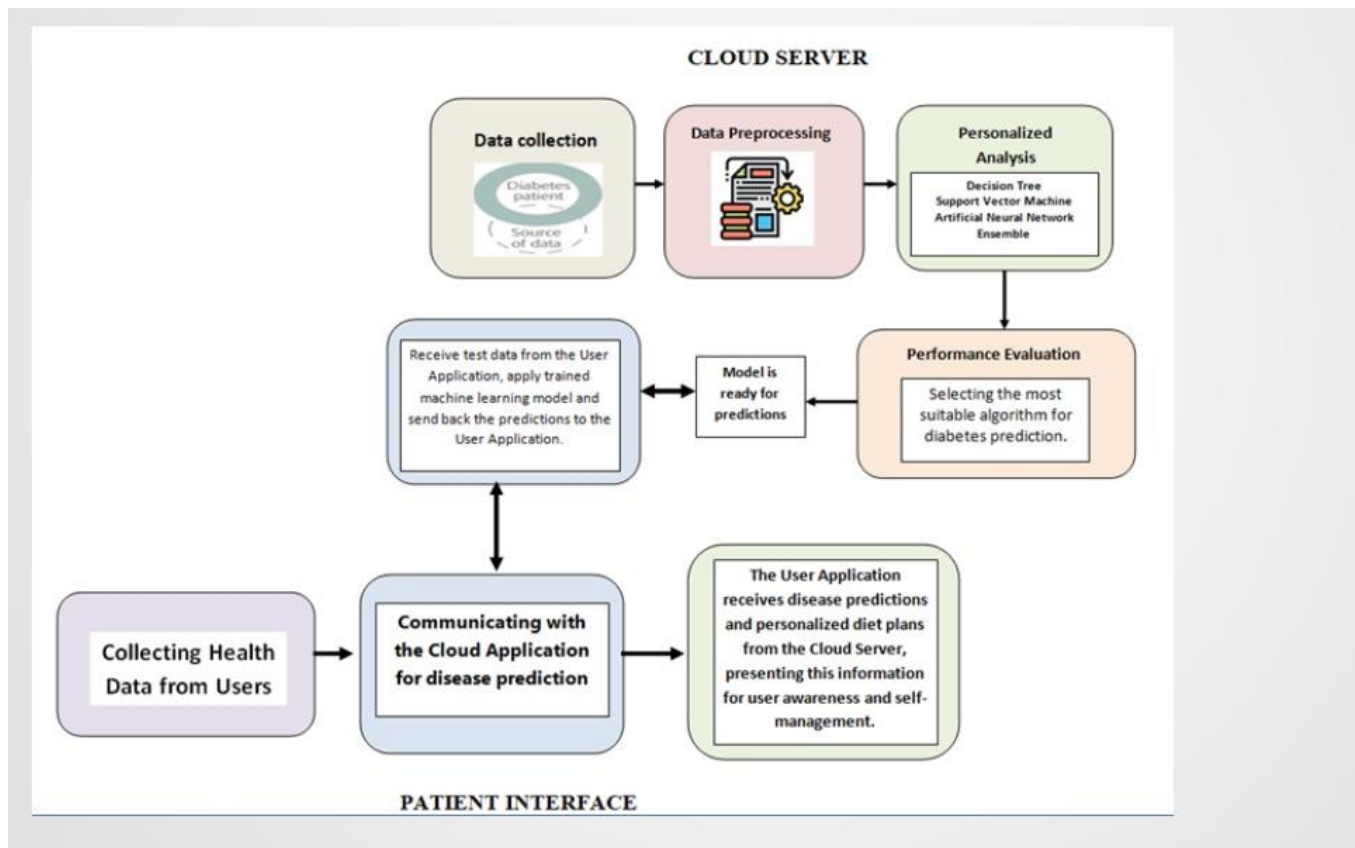 CLOUD SERVER
Data collection
Diabetes
patient
Source
of data
Data Preprocessing
Personalized
Analysis
Decision Tree
Support Vector Machine
Artificial Neural Network
Ensemble
Performance Evaluation
Selecting the most
suitable algorithm for
diabetes prediction.
Model is
ready for
predictions
Receive test data from the User
Application, apply trained
machine learning model and
send back the predictions to the
User Application.
Collecting Health
Data from Users
Communicating with
the Cloud Application
for disease prediction
The User Application
receives disease predictions
and personalized diet plans
from the Cloud Server,
presenting this information
for user awareness and self-
management.
PATIENT INTERFACE